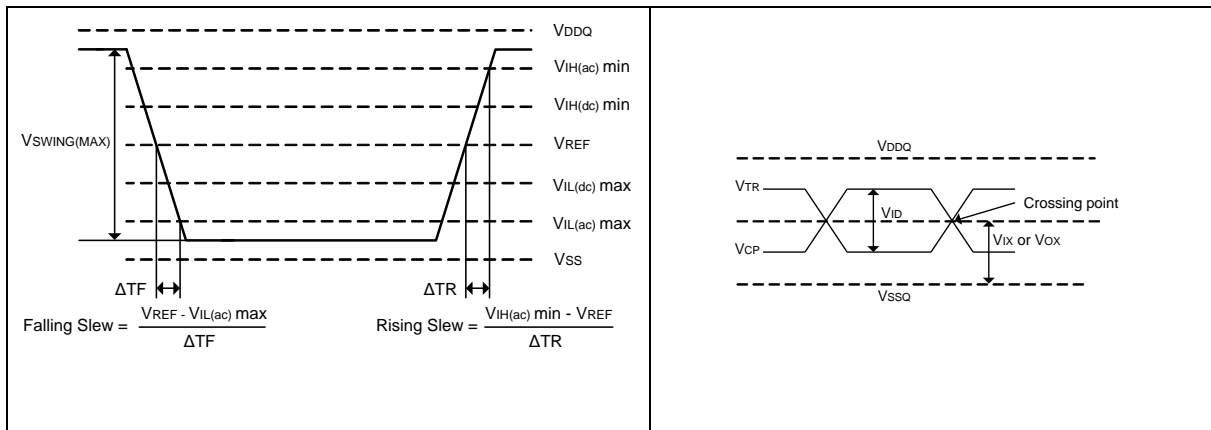 VDDQ
VIH(ac) min
VIH(dc) min
VSWING(MAX)
VREF
VIL(dc) max
VIL(ac) max
VSS
ΔTF
ΔTR
Falling Slew = VREF - VIL(ac) max
ΔTF
Rising Slew = VIH(ac) min - VREF
ΔTR
VDDQ
VTR
VID
Crossing point
VCP
VIX or VOX
VSSQ